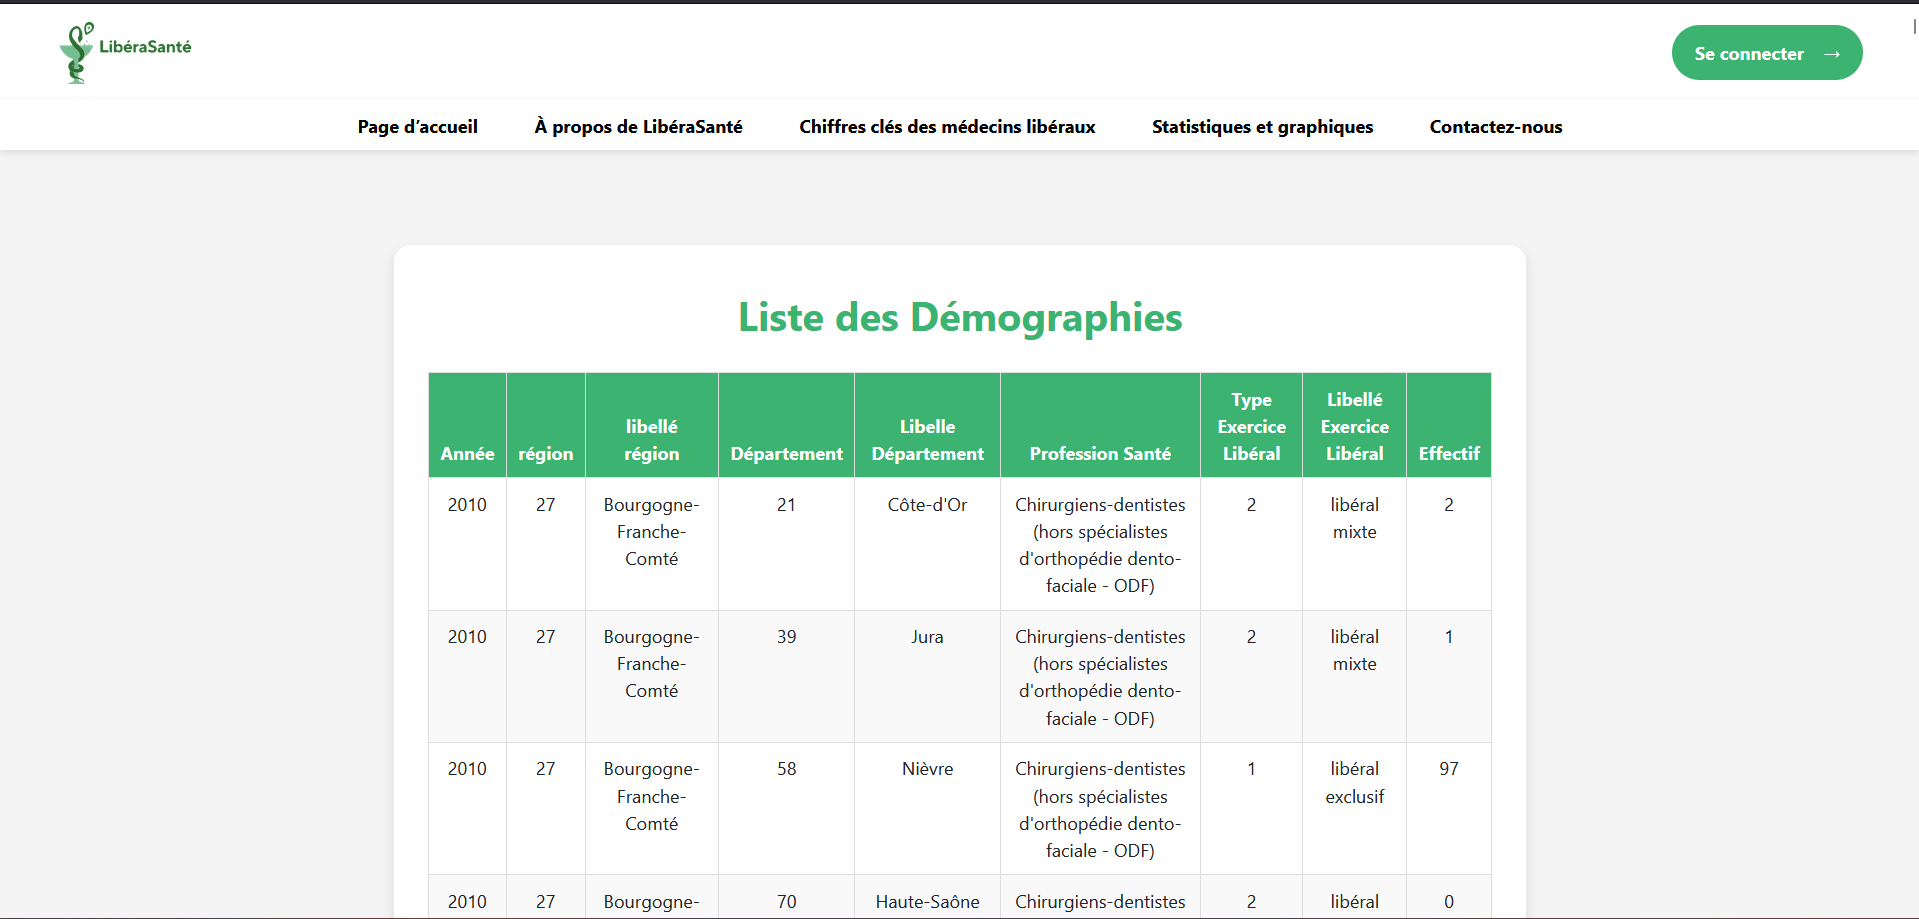 LibéraSanté
Se connecter →
Page d’accueil À propos de LibéraSanté Chiffres clés des médecins libéraux Statistiques et graphiques Contactez-nous
Liste des Démographies
Année région libellé région Département Libelle Département Profession Santé Type Exercice Libéral Libellé Exercice Libéral Effectif
2010 27 Bourgogne-Franche-Comté 21 Côte-d'Or Chirurgiens-dentistes (hors spécialistes d'orthopédie dento-faciale - ODF) 2 libéral mixte 2
2010 27 Bourgogne-Franche-Comté 39 Jura Chirurgiens-dentistes (hors spécialistes d'orthopédie dento-faciale - ODF) 2 libéral mixte 1
2010 27 Bourgogne-Franche-Comté 58 Nièvre Chirurgiens-dentistes (hors spécialistes d'orthopédie dento-faciale - ODF) 1 libéral exclusif 97
2010 27 Bourgogne- 70 Haute-Saône Chirurgiens-dentistes 2 libéral 0